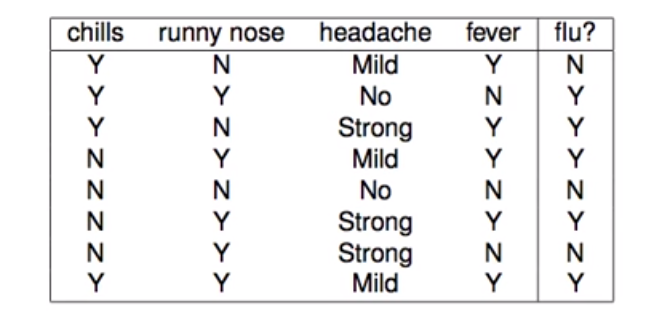 chills runny nose headache fever flu?
Y N Mild Y N
Y Y No N Y
Y N Strong Y Y
N Y Mild Y Y
N N No N N
N Y Strong Y Y
N Y Strong N N
Y Y Mild Y Y